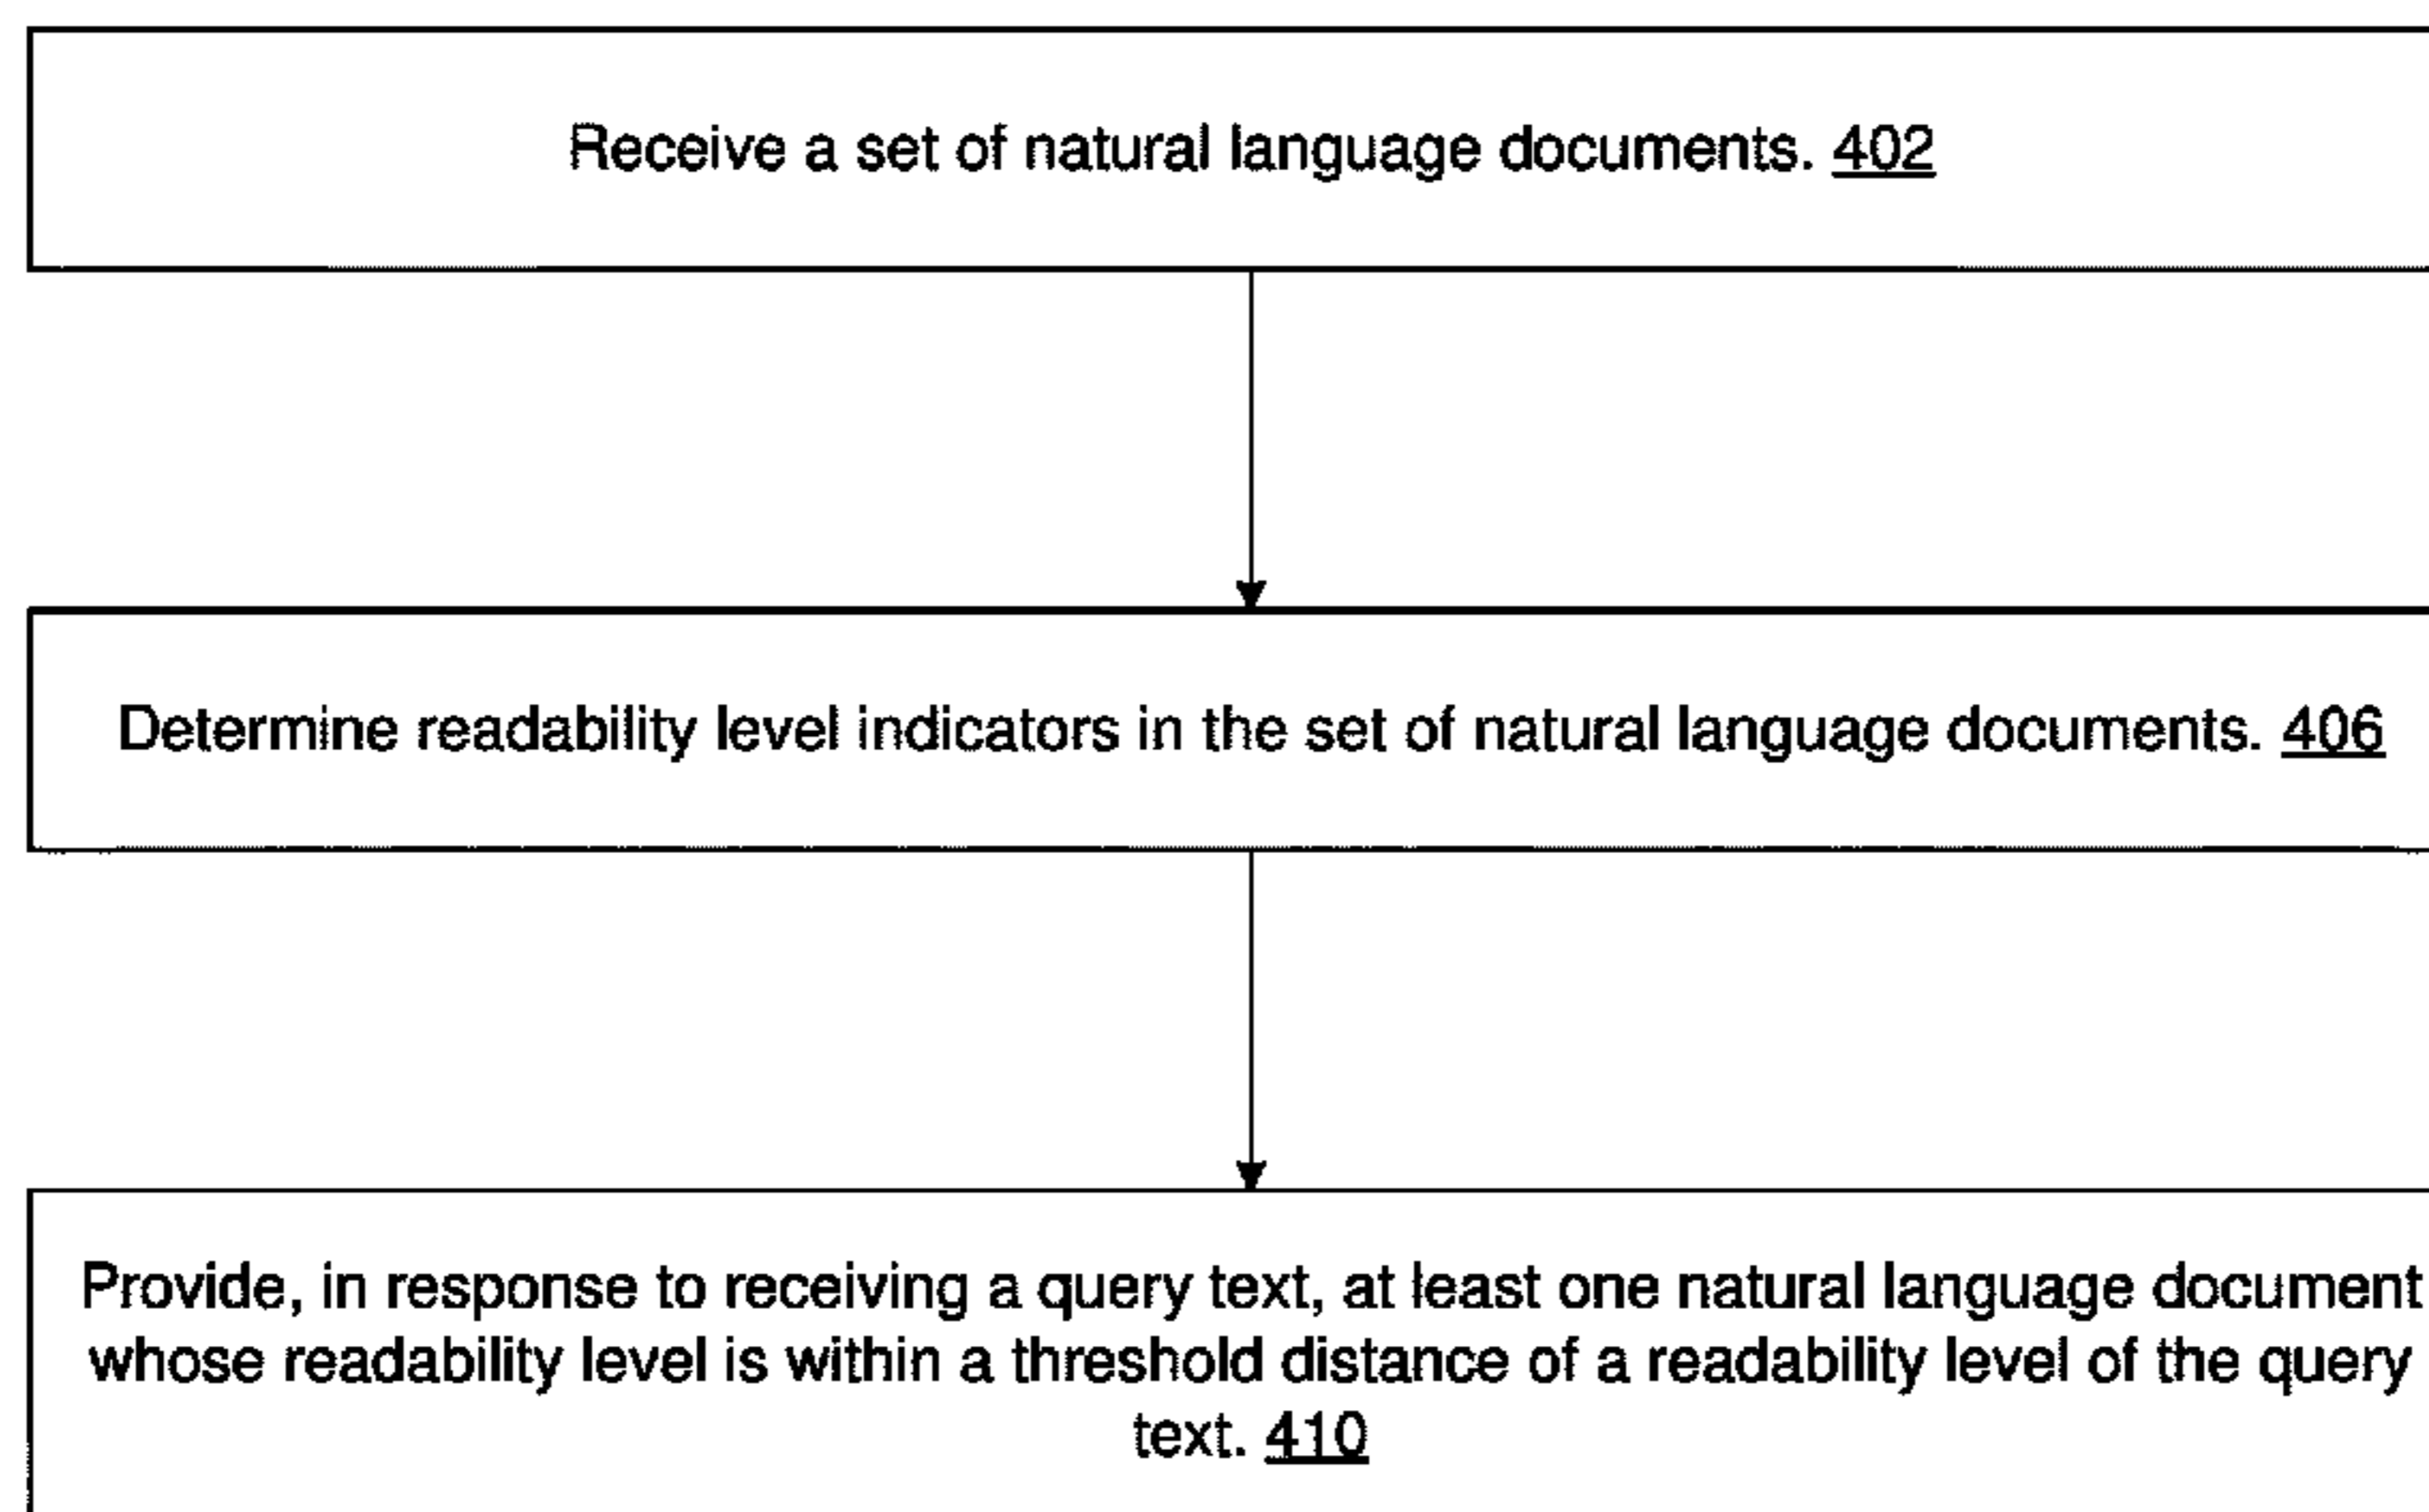 Receive a set of natural language documents. 402
Determine readability level indicators in the set of natural language documents. 406
Provide, in response to receiving a query text, at least one natural language document
whose readability level is within a threshold distance of a readability level of the query
text. 410